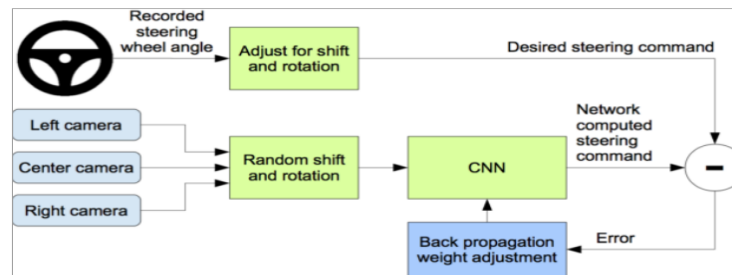 Recorded
steering
wheel angle
Adjust for shift
and rotation
Desired steering command
Left camera
Center camera
Right camera
Random shift
and rotation
CNN
Network
computed
steering
command
-
Back propagation
weight adjustment
Error